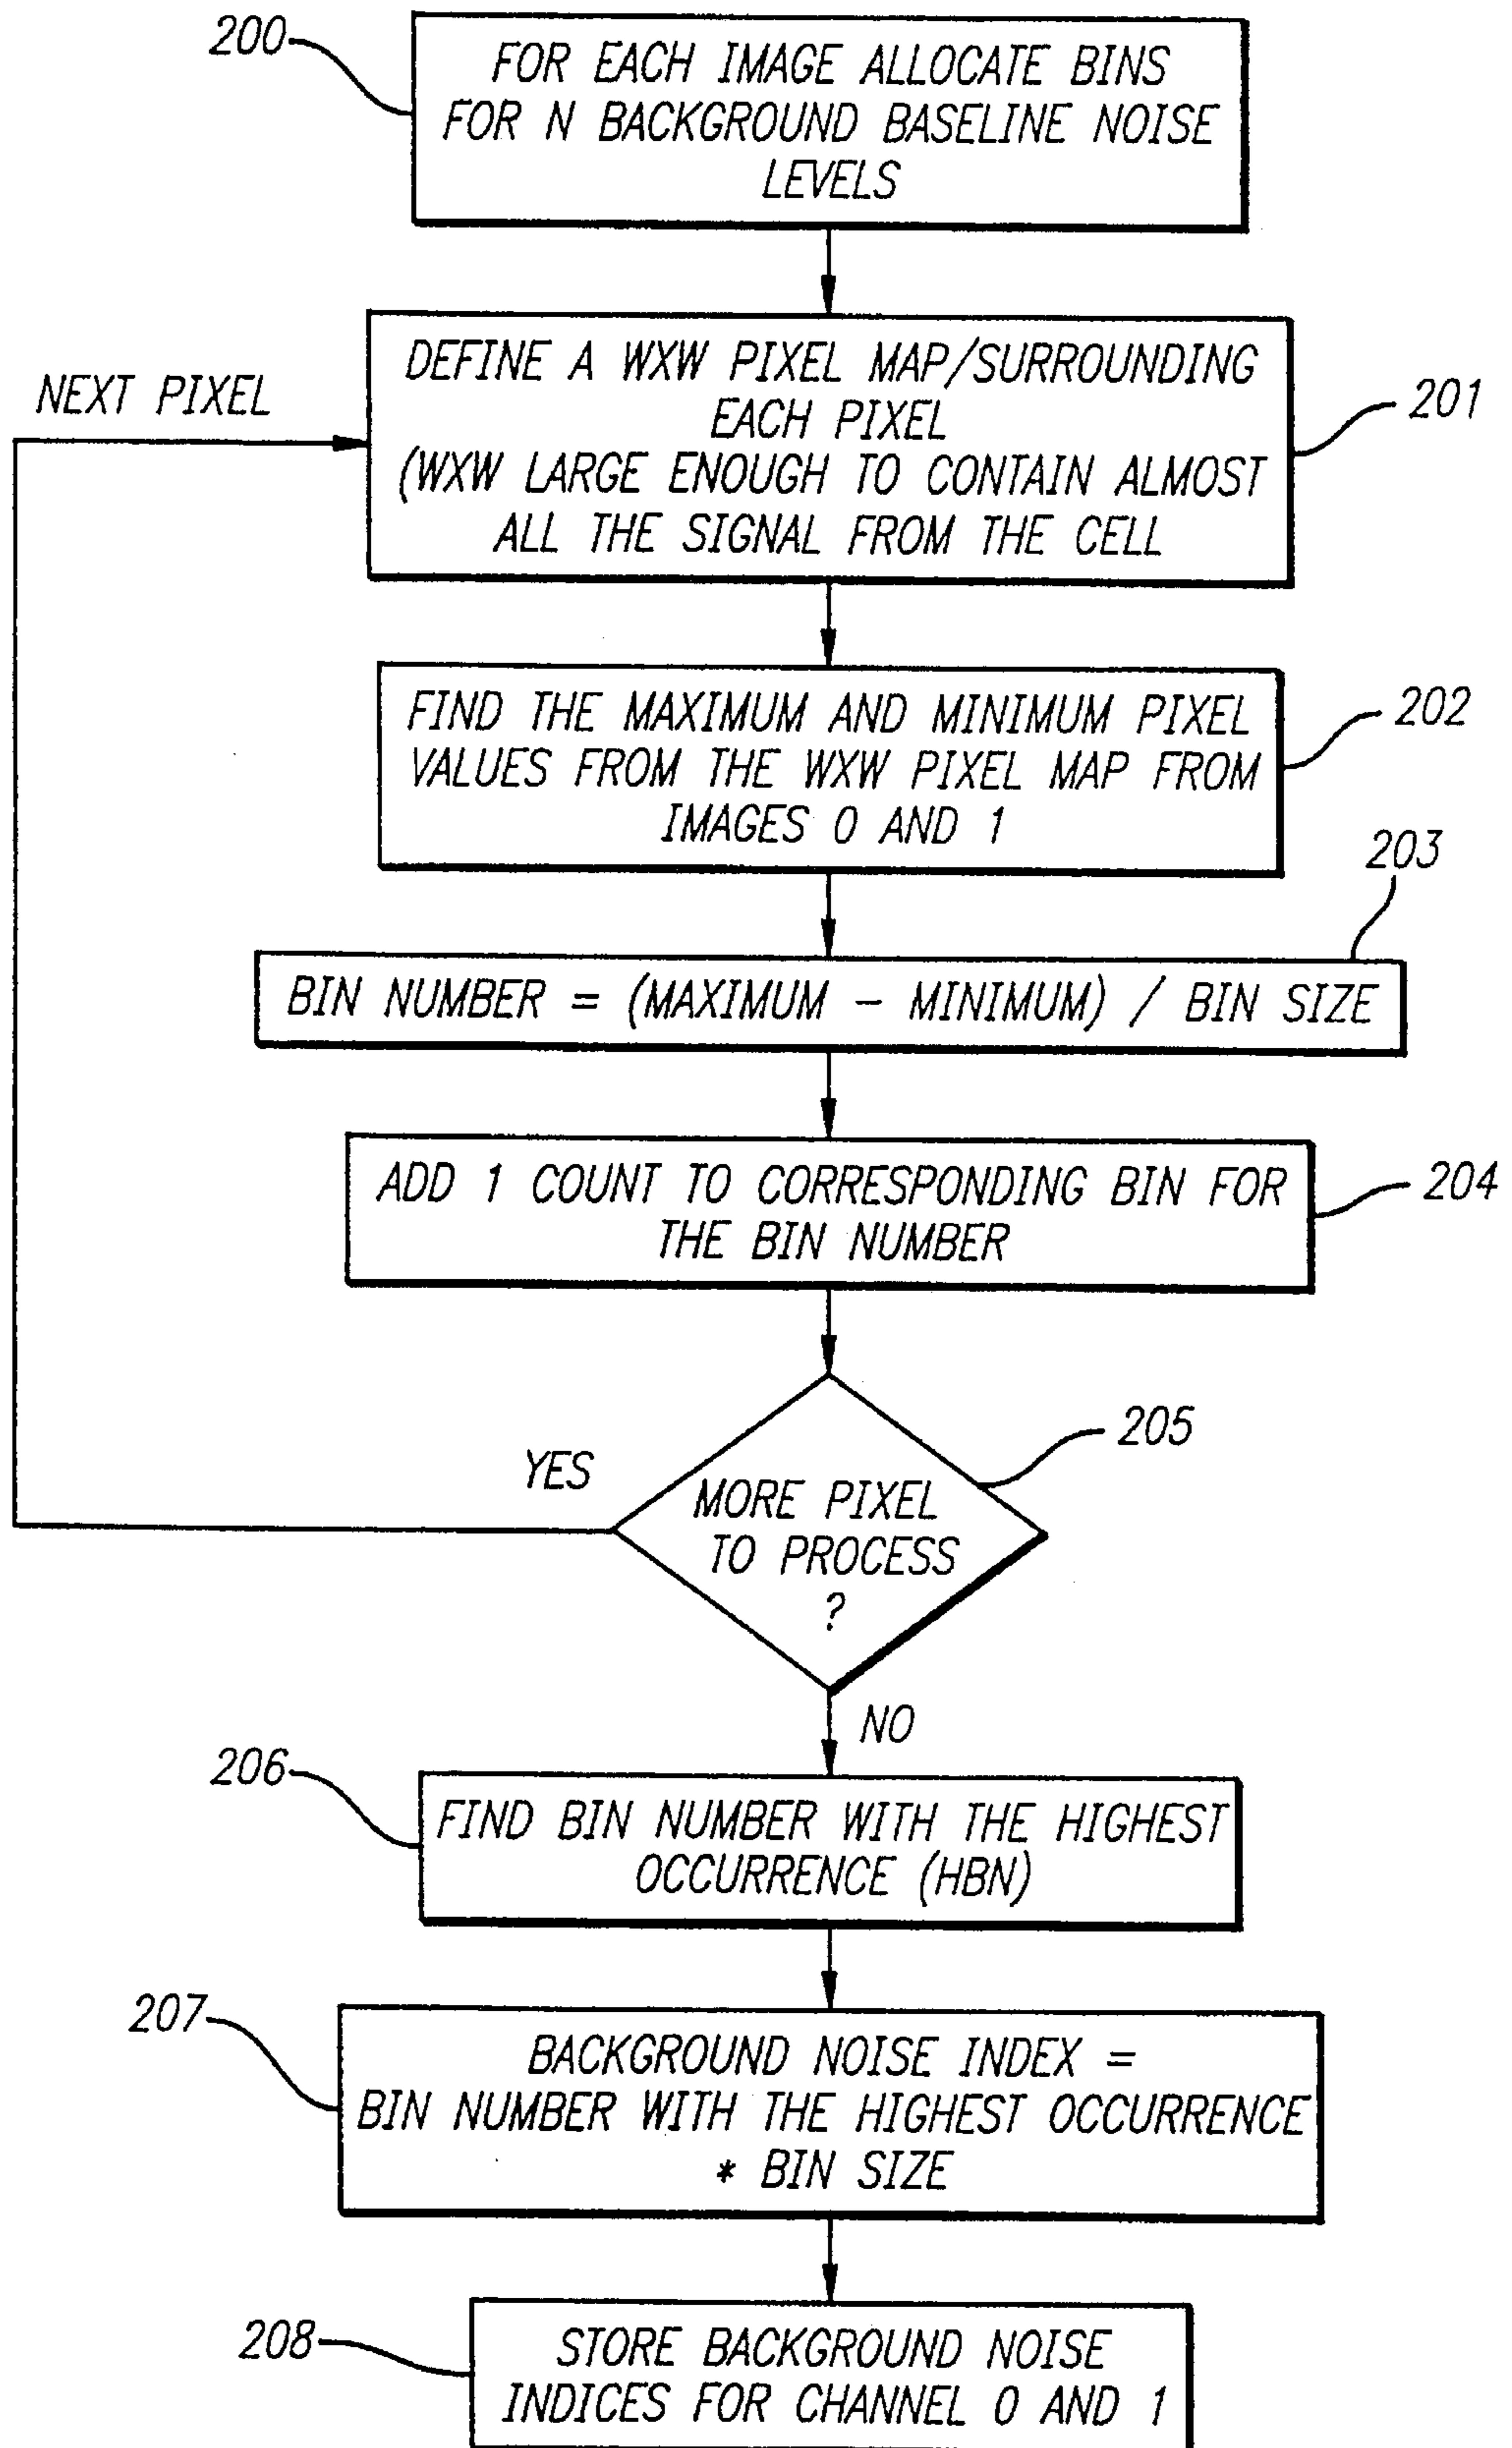 200
FOR EACH IMAGE ALLOCATE BINS
FOR N BACKGROUND BASELINE NOISE
LEVELS
NEXT PIXEL
DEFINE A WXW PIXEL MAP/SURROUNDING
EACH PIXEL
(WXW LARGE ENOUGH TO CONTAIN ALMOST
ALL THE SIGNAL FROM THE CELL
201
FIND THE MAXIMUM AND MINIMUM PIXEL
VALUES FROM THE WXW PIXEL MAP FROM
IMAGES 0 AND 1
202
203
BIN NUMBER = (MAXIMUM - MINIMUM) / BIN SIZE
ADD 1 COUNT TO CORRESPONDING BIN FOR
THE BIN NUMBER
204
205
YES
MORE PIXEL
TO PROCESS
?
NO
206
FIND BIN NUMBER WITH THE HIGHEST
OCCURRENCE (HBN)
207
BACKGROUND NOISE INDEX =
BIN NUMBER WITH THE HIGHEST OCCURRENCE
* BIN SIZE
208
STORE BACKGROUND NOISE
INDICES FOR CHANNEL 0 AND 1